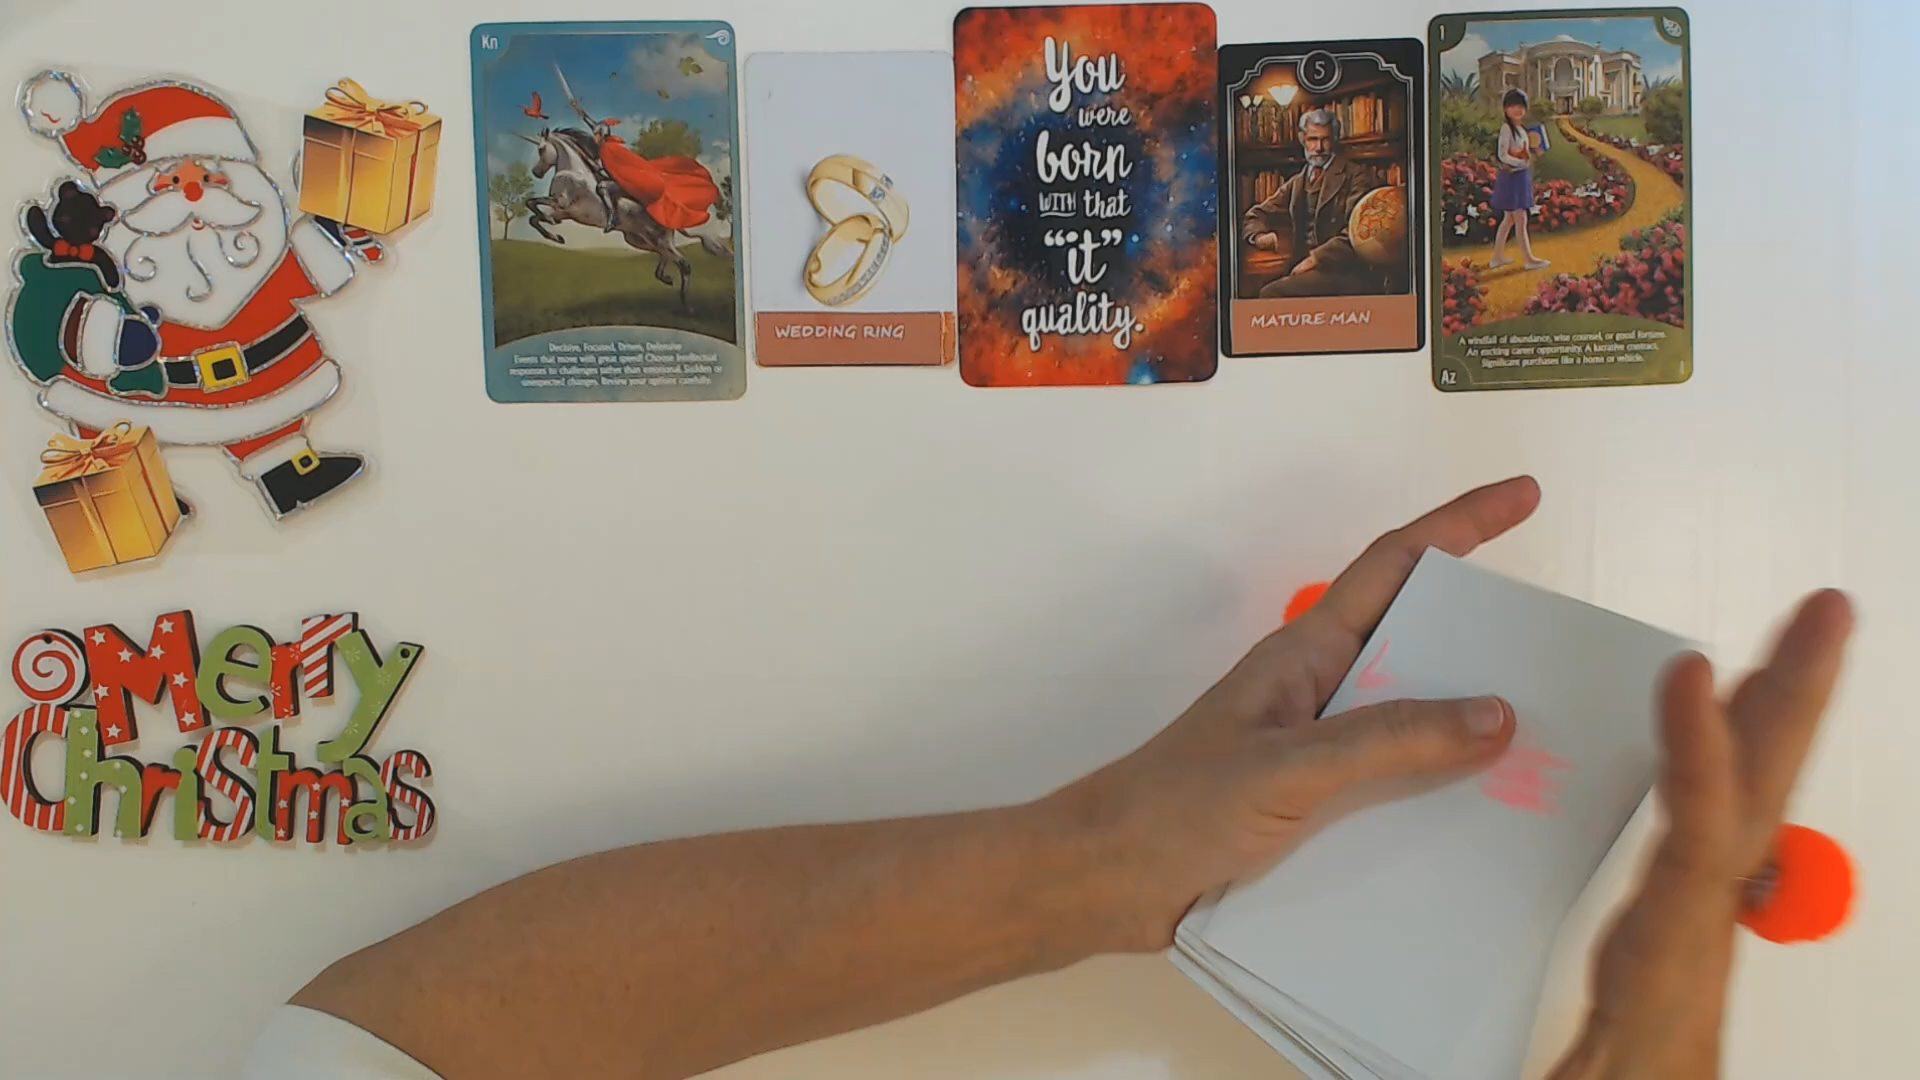 Kn
Decisive, Focused, Driven, Defensive
Events that move with great speed! Choose intellectual
responses to challenges rather than emotional. Sudden or
unexpected changes. Review your options carefully.
WEDDING RING
You
were
born
WITH that
“it”
quality.
5
MATURE MAN
1
A windfall of abundance, wise counsel, or good fortune.
An exciting career opportunity. A lucrative contract.
Significant purchases like a home or vehicle.
Az
Merry
Christmas